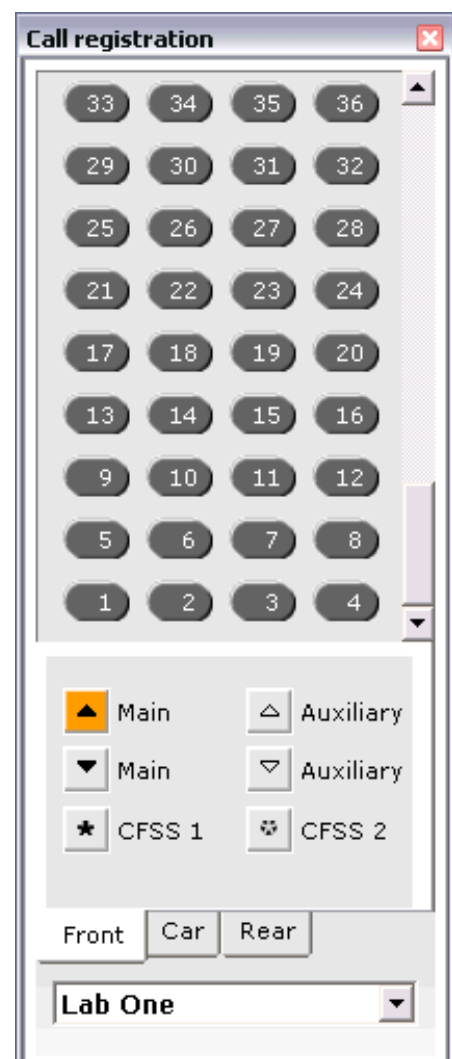 Call registration
33 34 35 36
29 30 31 32
25 26 27 28
21 22 23 24
17 18 19 20
13 14 15 16
9 10 11 12
5 6 7 8
1 2 3 4
Main Auxiliary
Main Auxiliary
CFSS 1 CFSS 2
Front Car Rear
Lab One